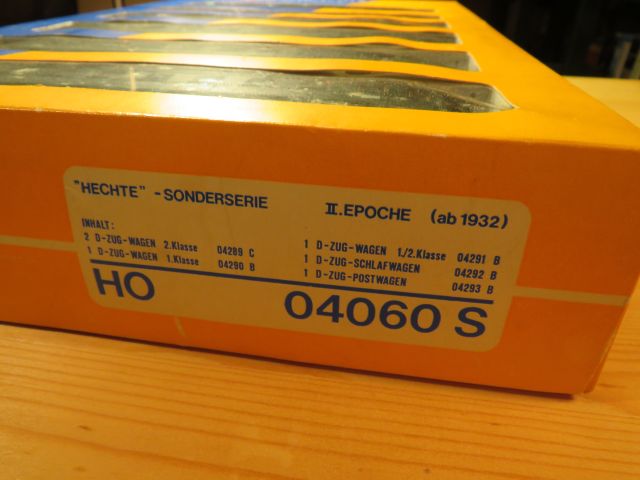 "HECHTE" - SONDERSERIE II. EPOCHE (ab 1932)
INHALT:
2 D-ZUG-WAGEN 2.Klasse 04289 C
1 D-ZUG-WAGEN 1.Klasse 04290 B
1 D-ZUG-WAGEN 1./2.Klasse 04291 B
1 D-ZUG-SCHLAFWAGEN 04292 B
1 D-ZUG-POSTWAGEN 04293 B
HO 04060 S